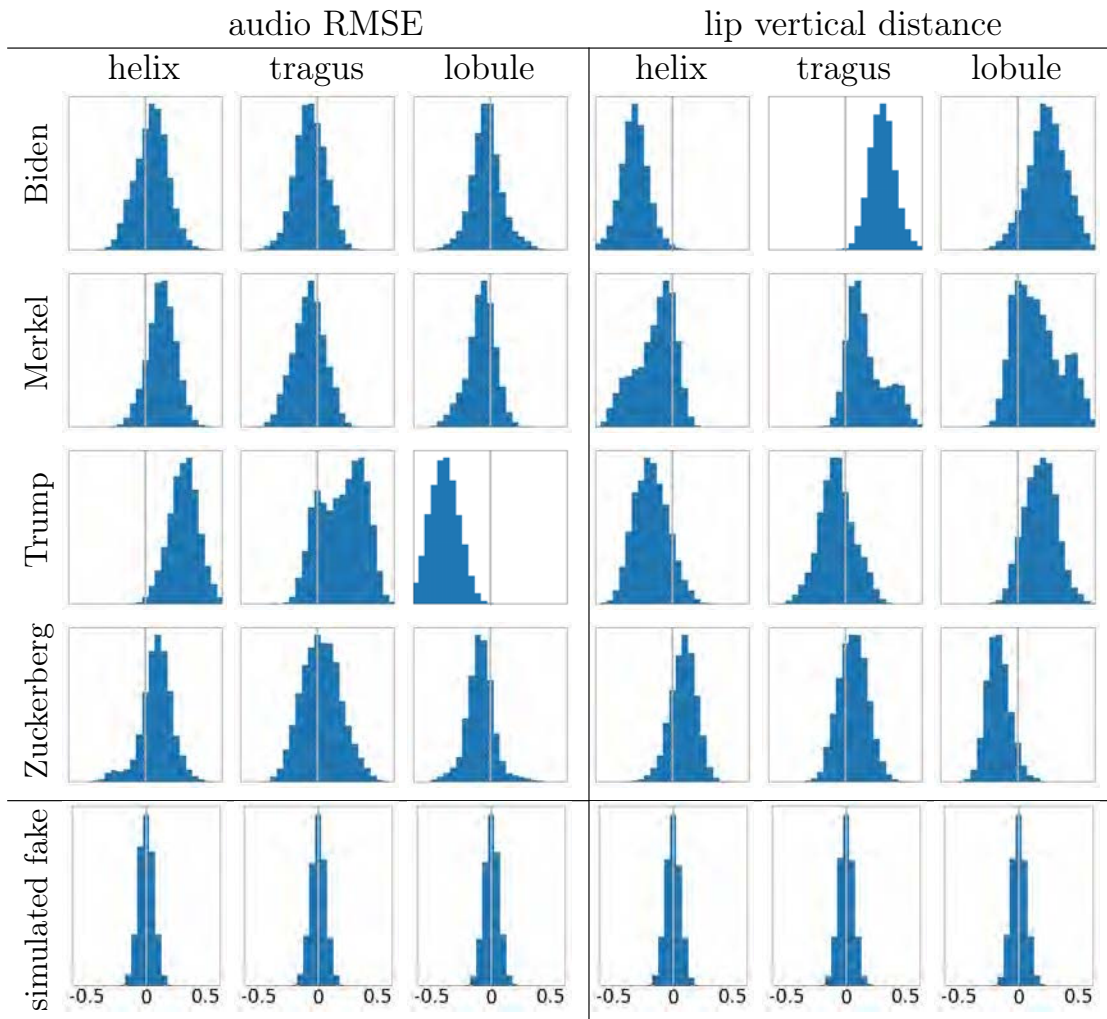 audio RMSE lip vertical distance
helix tragus lobule helix tragus lobule
Biden
Merkel
Trump
Zuckerberg
simulated fake
-0.5 0 0.5 -0.5 0 0.5 -0.5 0 0.5 -0.5 0 0.5 -0.5 0 0.5 -0.5 0 0.5